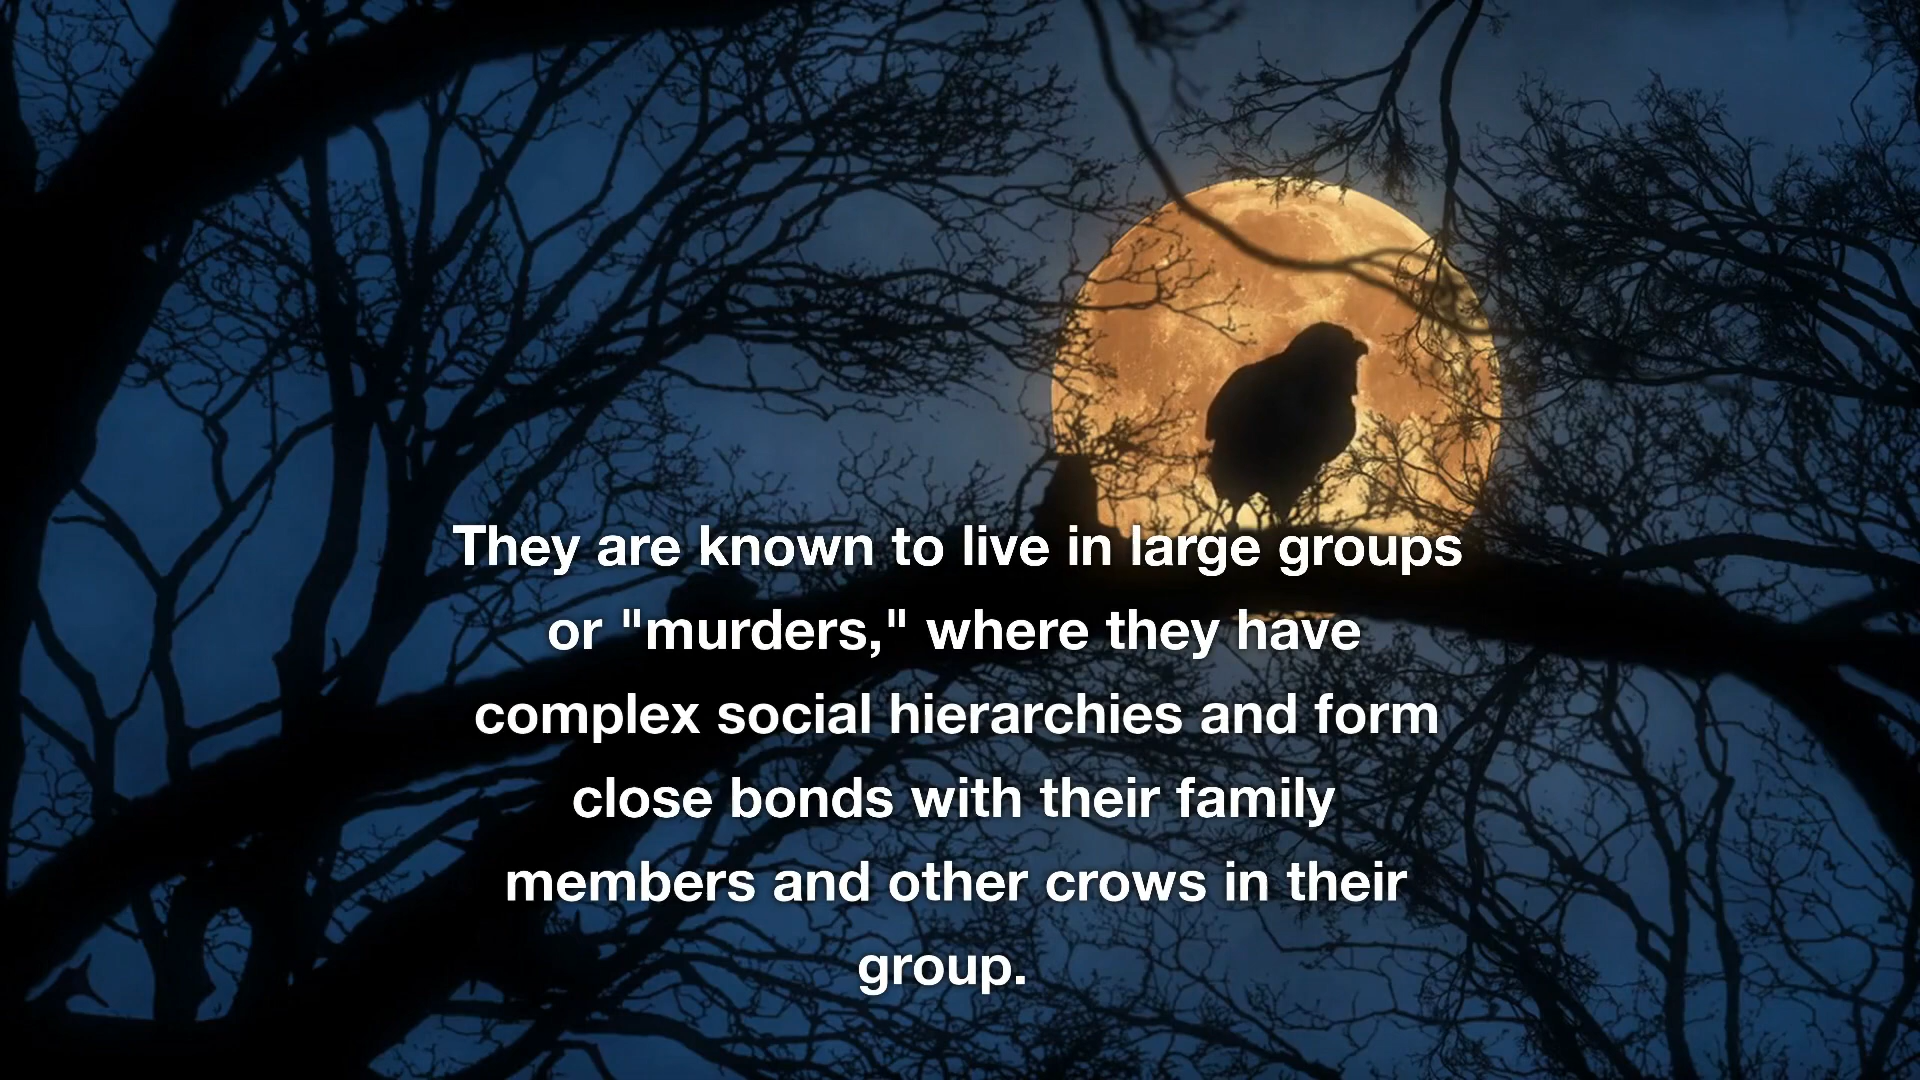 They are known to live in large groups
or "murders," where they have
complex social hierarchies and form
close bonds with their family
members and other crows in their
group.